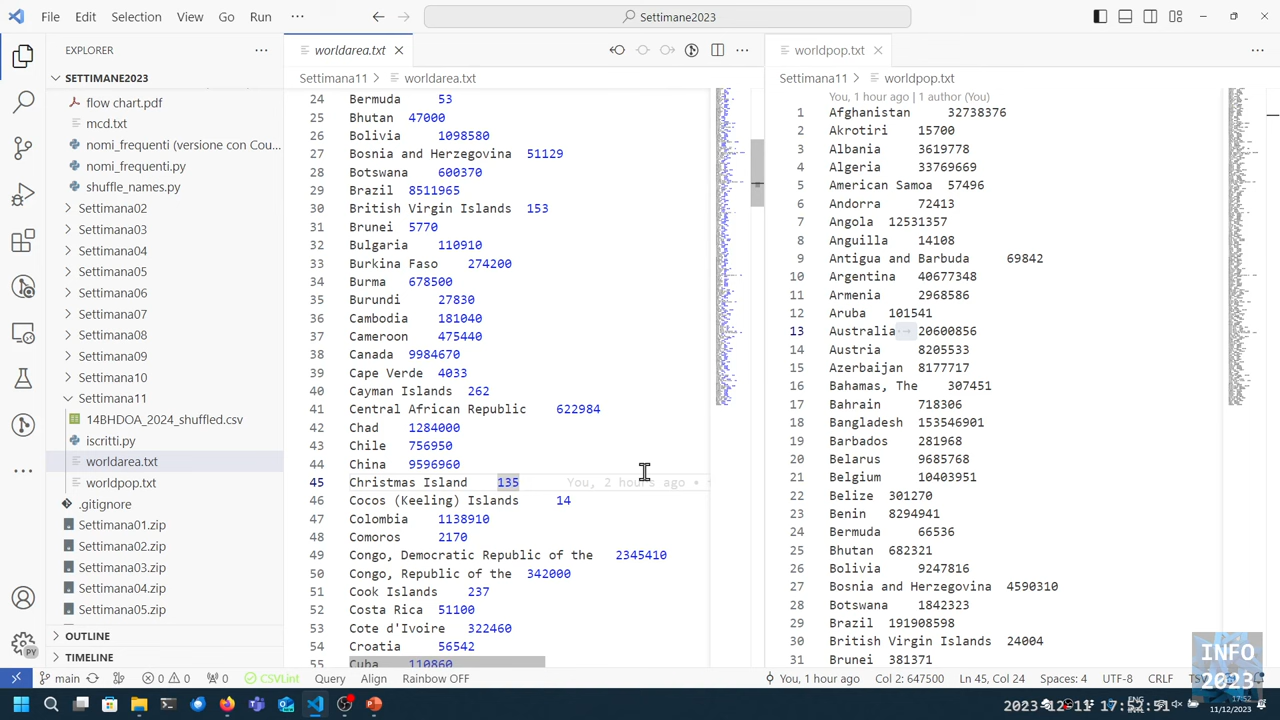 File Edit Selection View Go Run ··· Settimane2023
EXPLORER
SETTIMANE2023
flow chart.pdf
mcd.txt
nomi_frequenti (versione con Cou...
nomi_frequenti.py
shuffle_names.py
Settimana02
Settimana03
Settimana04
Settimana05
Settimana06
Settimana07
Settimana08
Settimana09
Settimana10
Settimana11
14BHDOA_2024_shuffled.csv
iscritti.py
worldarea.txt
worldpop.txt
.gitignore
Settimana01.zip
Settimana02.zip
Settimana03.zip
Settimana04.zip
Settimana05.zip
OUTLINE
TIMELINE
worldarea.txt
Settimana11 > worldarea.txt
24 Bermuda 53
25 Bhutan 47000
26 Bolivia 1098580
27 Bosnia and Herzegovina 51129
28 Botswana 600370
29 Brazil 8511965
30 British Virgin Islands 153
31 Brunei 5770
32 Bulgaria 110910
33 Burkina Faso 274200
34 Burma 678500
35 Burundi 27830
36 Cambodia 181040
37 Cameroon 475440
38 Canada 9984670
39 Cape Verde 4033
40 Cayman Islands 262
41 Central African Republic 622984
42 Chad 1284000
43 Chile 756950
44 China 9596960
45 Christmas Island 135 You, 2 hours ago •
46 Cocos (Keeling) Islands 14
47 Colombia 1138910
48 Comoros 2170
49 Congo, Democratic Republic of the 2345410
50 Congo, Republic of the 342000
51 Cook Islands 237
52 Costa Rica 51100
53 Cote d'Ivoire 322460
54 Croatia 56542
55 Cuba 110860
worldpop.txt
Settimana11 > worldpop.txt
You, 1 hour ago | 1 author (You)
1 Afghanistan 32738376
2 Akrotiri 15700
3 Albania 3619778
4 Algeria 33769669
5 American Samoa 57496
6 Andorra 72413
7 Angola 12531357
8 Anguilla 14108
9 Antigua and Barbuda 69842
10 Argentina 40677348
11 Armenia 2968586
12 Aruba 101541
13 Australia 20600856
14 Austria 8205533
15 Azerbaijan 8177717
16 Bahamas, The 307451
17 Bahrain 718306
18 Bangladesh 153546901
19 Barbados 281968
20 Belarus 9685768
21 Belgium 10403951
22 Belize 301270
23 Benin 8294941
24 Bermuda 66536
25 Bhutan 682321
26 Bolivia 9247816
27 Bosnia and Herzegovina 4590310
28 Botswana 1842323
29 Brazil 191908598
30 British Virgin Islands 24004
31 Brunei 381371
INFO
2023
main 0 0 0 CSVLint Query Align Rainbow OFF You, 1 hour ago Col 2: 647500 Ln 45, Col 24 Spaces: 4 UTF-8 CRLF
PY
2023-12-11 17:52:51
ENG
17:52
11/12/2023